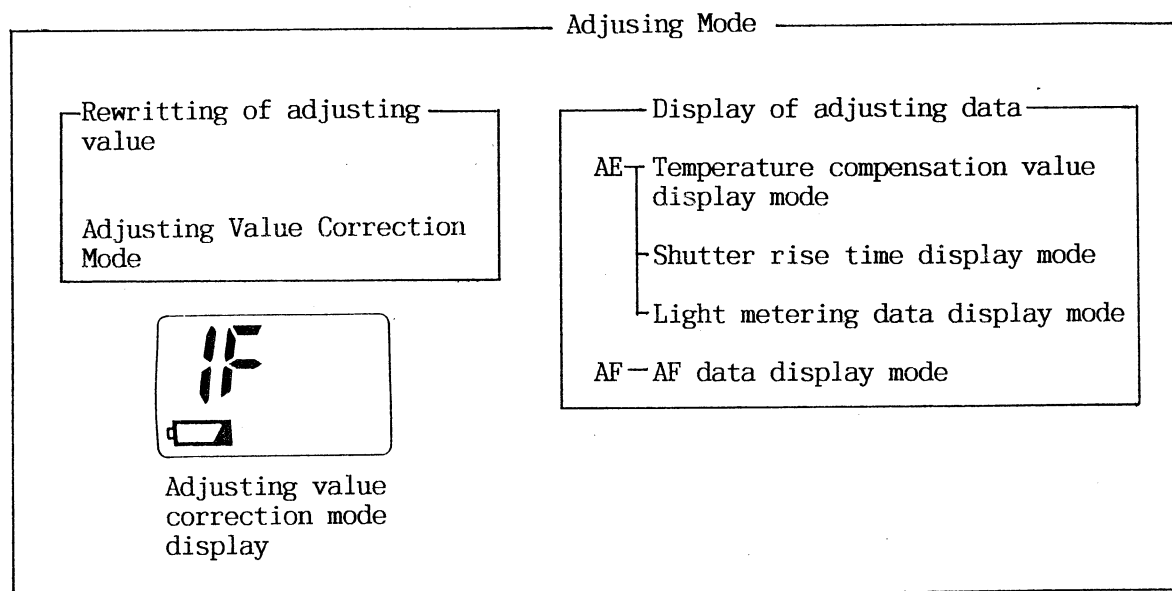 Adjusing Mode
Rewritting of adjusting
value
Adjusting Value Correction
Mode
1F
Adjusting value
correction mode
display
Display of adjusting data
AE Temperature compensation value
display mode
Shutter rise time display mode
Light metering data display mode
AF — AF data display mode